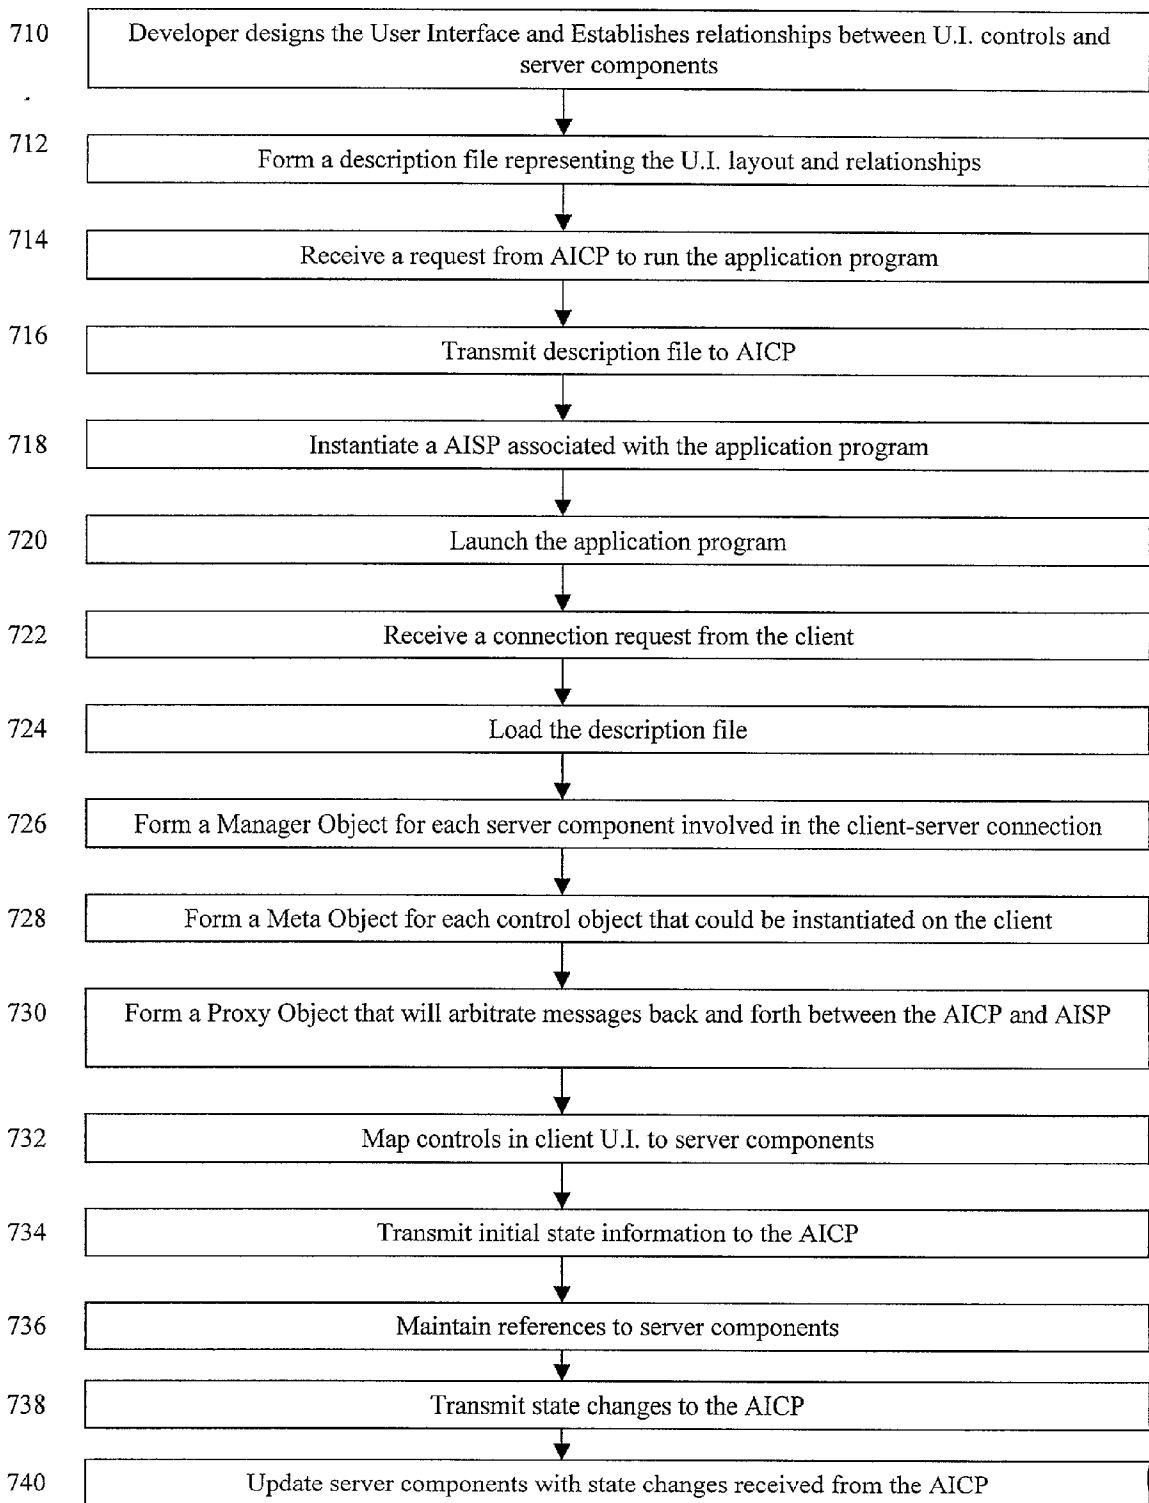 710
Developer designs the User Interface and Establishes relationships between U.I. controls and
server components
712
Form a description file representing the U.I. layout and relationships
714
Receive a request from AICP to run the application program
716
Transmit description file to AICP
718
Instantiate a AISP associated with the application program
720
Launch the application program
722
Receive a connection request from the client
724
Load the description file
726
Form a Manager Object for each server component involved in the client-server connection
728
Form a Meta Object for each control object that could be instantiated on the client
730
Form a Proxy Object that will arbitrate messages back and forth between the AICP and AISP
732
Map controls in client U.I. to server components
734
Transmit initial state information to the AICP
736
Maintain references to server components
738
Transmit state changes to the AICP
740
Update server components with state changes received from the AICP